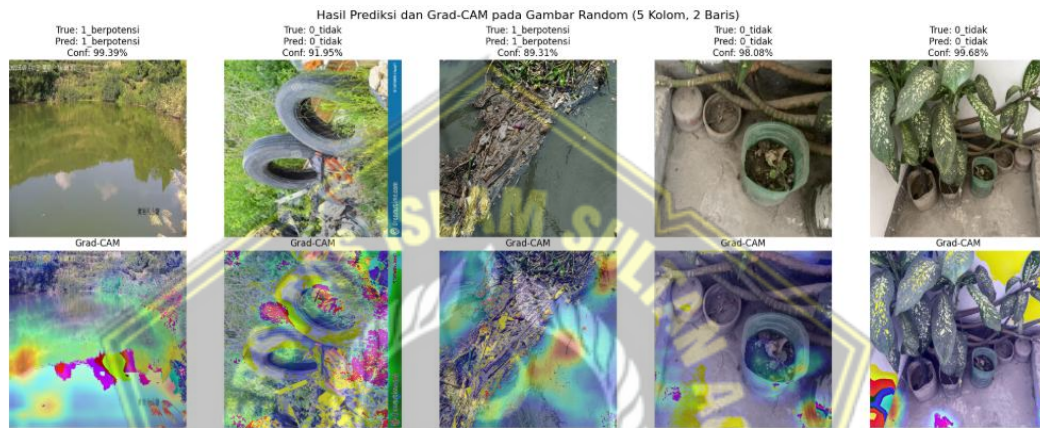 Hasil Prediksi dan Grad-CAM pada Gambar Random (5 Kolom, 2 Baris)
True: 1_berpotensi
Pred: 1_berpotensi
Conf: 99.39%
True: 0_tidak
Pred: 0_tidak
Conf: 91.95%
True: 1_berpotensi
Pred: 1_berpotensi
Conf: 89.31%
True: 0_tidak
Pred: 0_tidak
Conf: 98.08%
True: 0_tidak
Pred: 0_tidak
Conf: 99.68%
Grad-CAM
Grad-CAM
Grad-CAM
Grad-CAM
Grad-CAM
ISLAM SULTAN